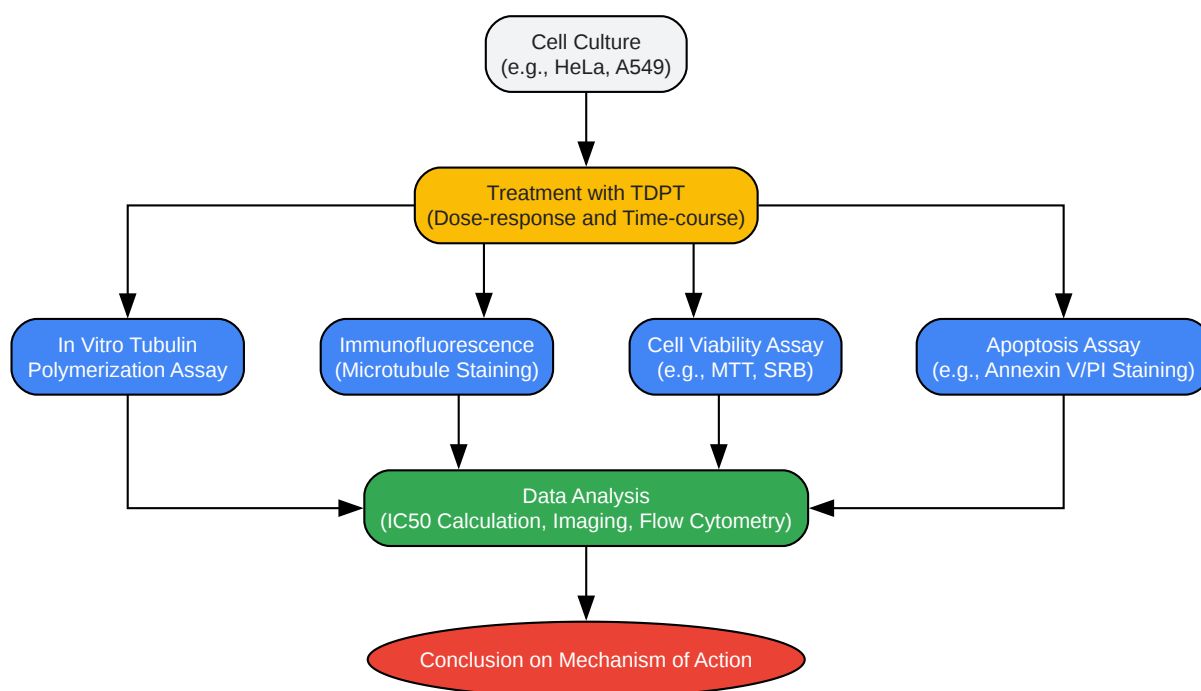 Cell Culture
(e.g., HeLa, A549)
Treatment with TDPT
(Dose-response and Time-course)
In Vitro Tubulin
Polymerization Assay
Immunofluorescence
(Microtubule Staining)
Cell Viability Assay
(e.g., MTT, SRB)
Apoptosis Assay
(e.g., Annexin V/PI Staining)
Data Analysis
(IC50 Calculation, Imaging, Flow Cytometry)
Conclusion on Mechanism of Action